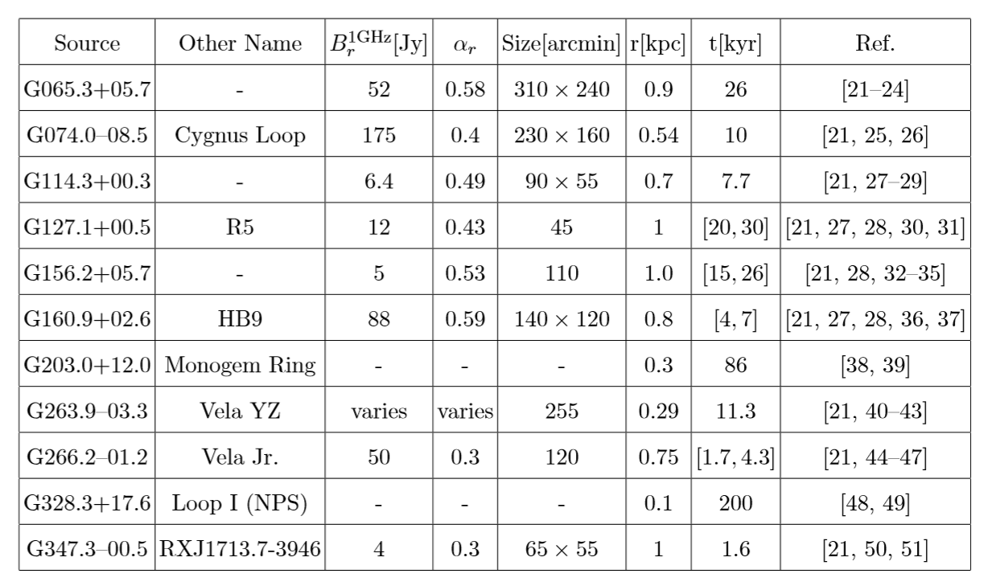 Source Other Name B_r^{1GHz}[Jy] α_r Size[arcmin] r[kpc] t[kyr] Ref.
G065.3+05.7 - 52 0.58 310 × 240 0.9 26 [21–24]
G074.0–08.5 Cygnus Loop 175 0.4 230 × 160 0.54 10 [21, 25, 26]
G114.3+00.3 - 6.4 0.49 90 × 55 0.7 7.7 [21, 27–29]
G127.1+00.5 R5 12 0.43 45 1 [20, 30] [21, 27, 28, 30, 31]
G156.2+05.7 - 5 0.53 110 1.0 [15, 26] [21, 28, 32–35]
G160.9+02.6 HB9 88 0.59 140 × 120 0.8 [4, 7] [21, 27, 28, 36, 37]
G203.0+12.0 Monogem Ring - - - 0.3 86 [38, 39]
G263.9–03.3 Vela YZ varies varies 255 0.29 11.3 [21, 40–43]
G266.2–01.2 Vela Jr. 50 0.3 120 0.75 [1.7, 4.3] [21, 44–47]
G328.3+17.6 Loop I (NPS) - - - 0.1 200 [48, 49]
G347.3–00.5 RXJ1713.7-3946 4 0.3 65 × 55 1 1.6 [21, 50, 51]